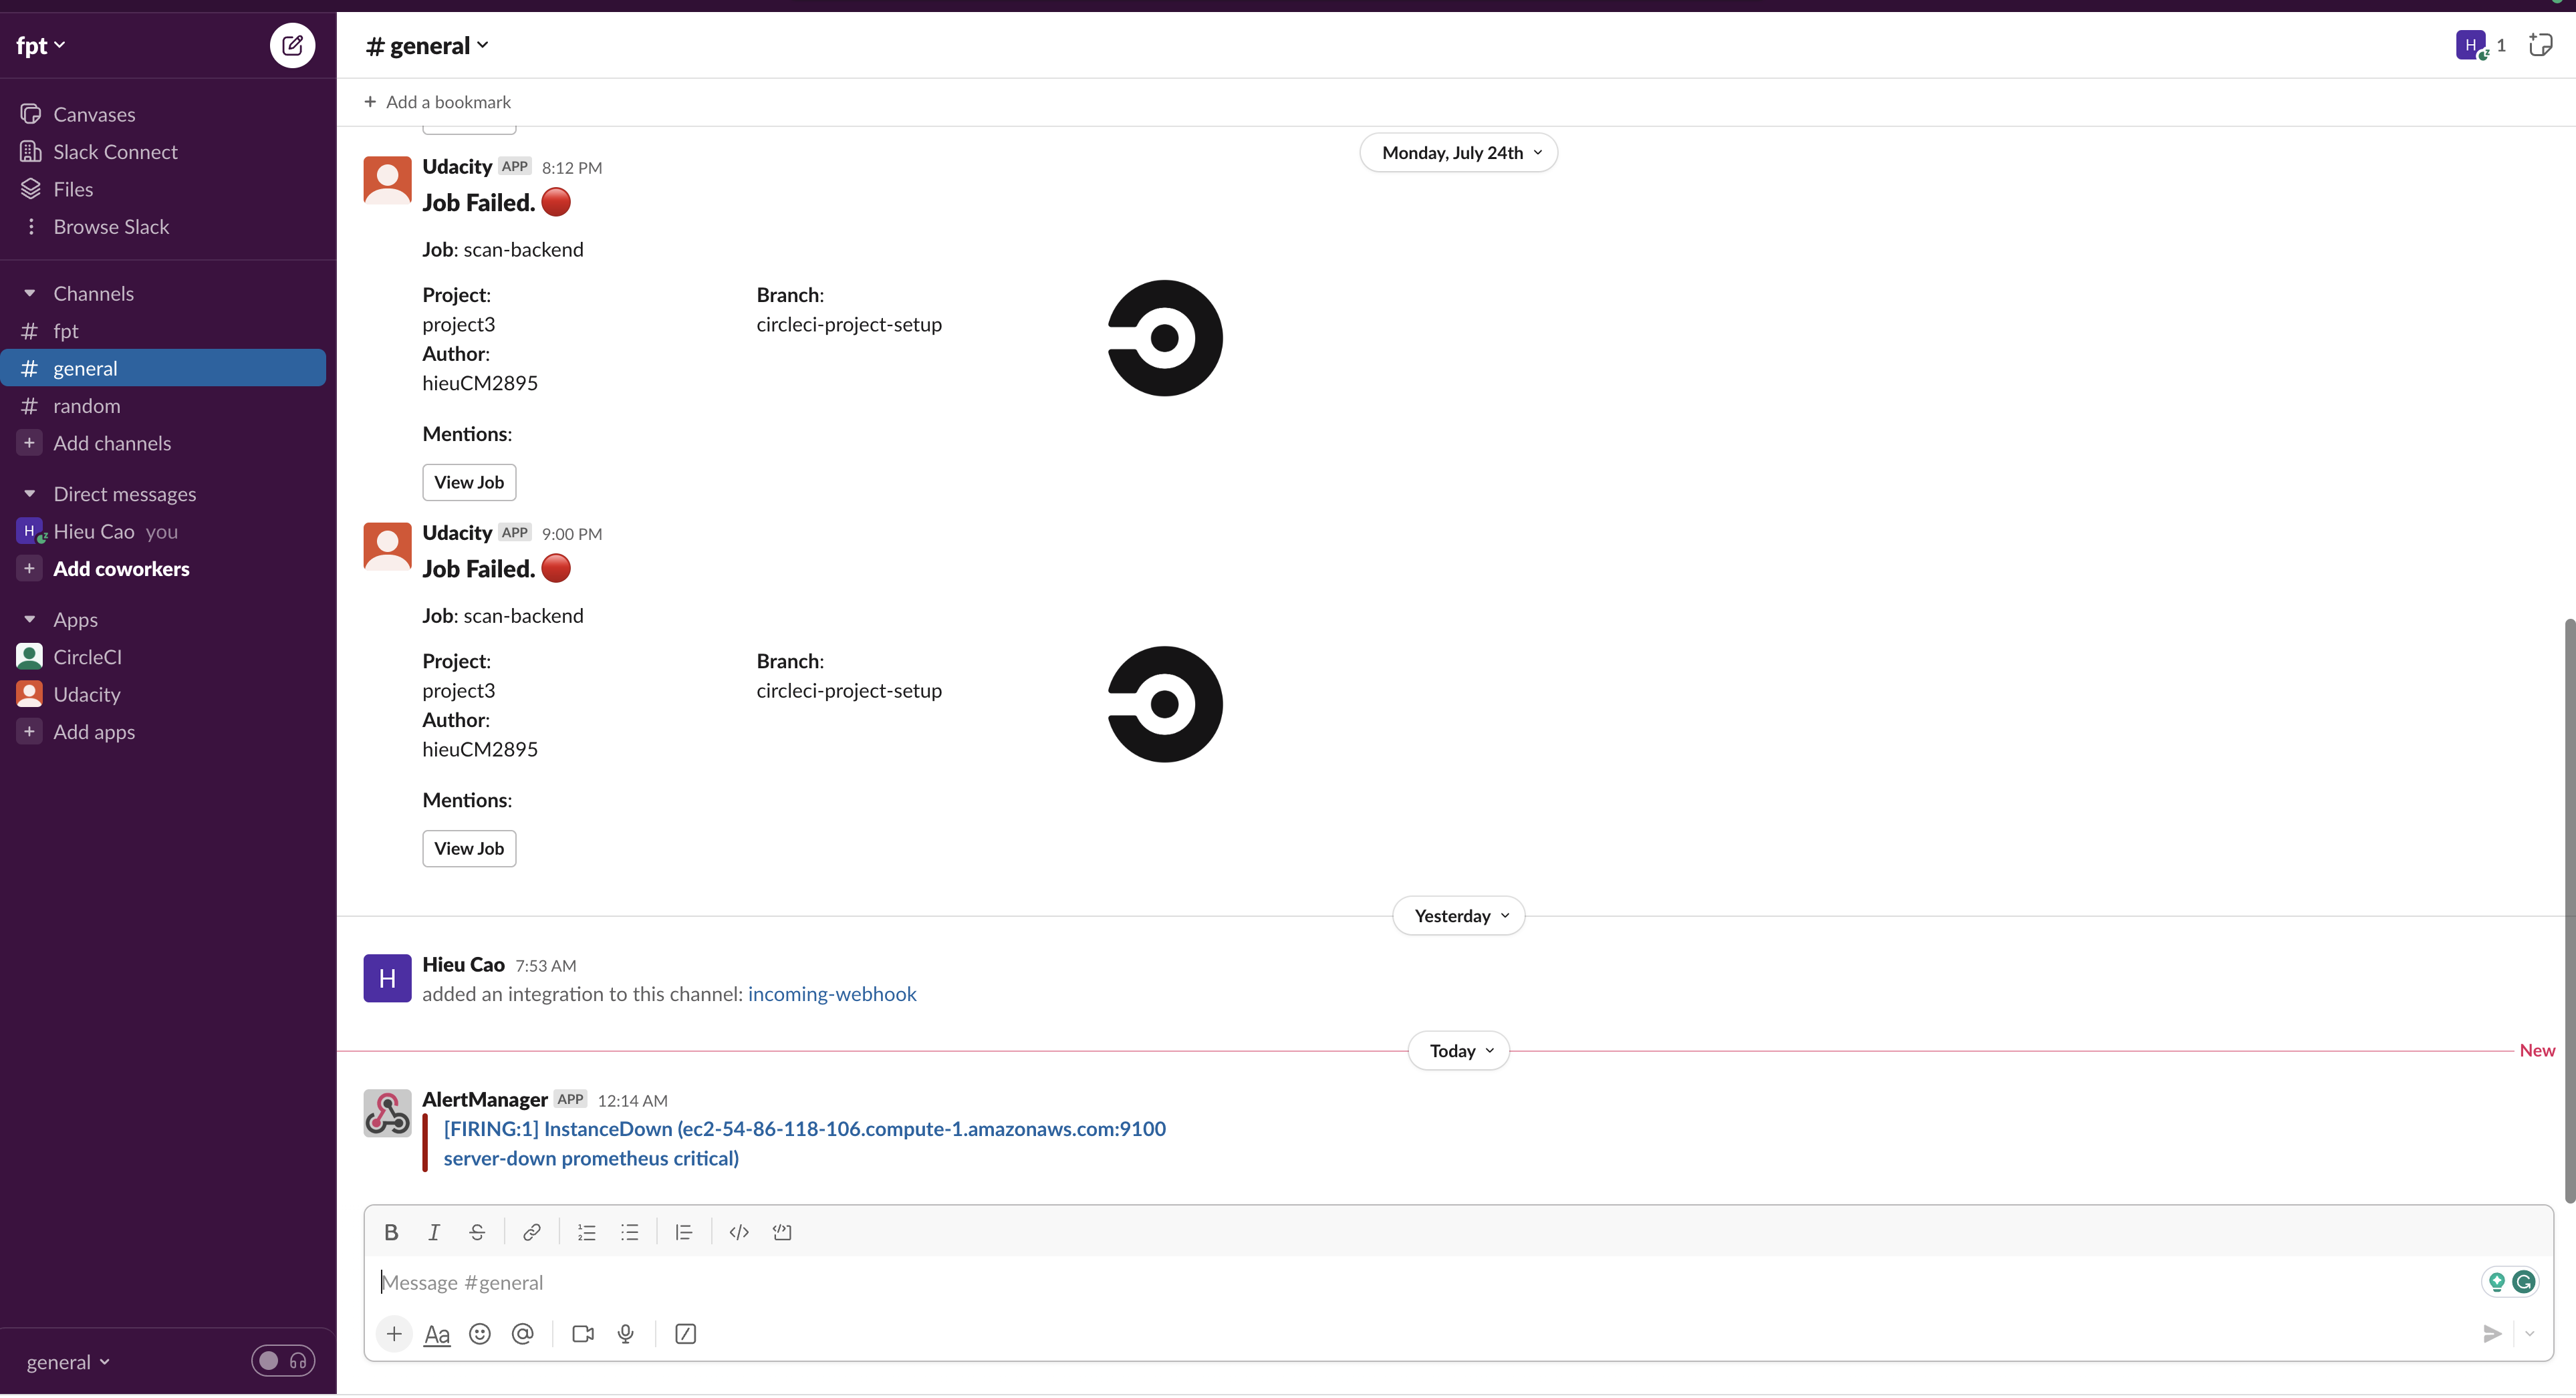 fpt
Canvases
Slack Connect
Files
Browse Slack
Channels
# fpt
# general
# random
+ Add channels
Direct messages
H Hieu Cao you
+ Add coworkers
Apps
CircleCI
Udacity
+ Add apps
general
# general
H 1
+ Add a bookmark
Monday, July 24th
Udacity APP 8:12 PM
Job Failed.
Job: scan-backend
Project:
project3
Branch:
circleci-project-setup
Author:
hieuCM2895
Mentions:
View Job
Udacity APP 9:00 PM
Job Failed.
Job: scan-backend
Project:
project3
Branch:
circleci-project-setup
Author:
hieuCM2895
Mentions:
View Job
Yesterday
H
Hieu Cao 7:53 AM
added an integration to this channel: incoming-webhook
Today
New
AlertManager APP 12:14 AM
[FIRING:1] InstanceDown (ec2-54-86-118-106.compute-1.amazonaws.com:9100
server-down prometheus critical)
B I S
Message #general
+ Aa @